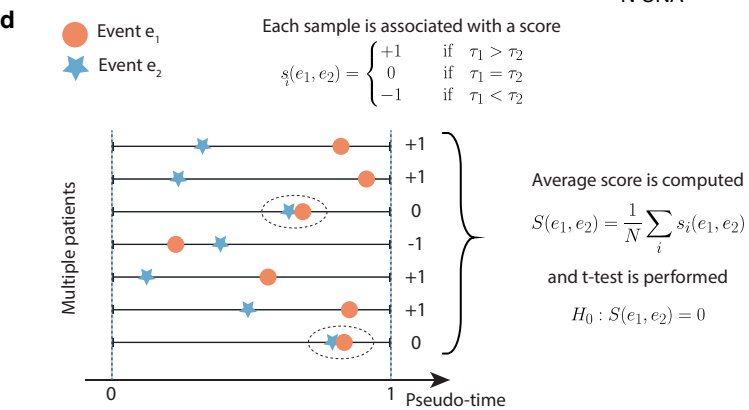 N-GNA
d
Event e₁
Event e₂
Each sample is associated with a score
s_i(e₁, e₂) = { +1 if τ₁ > τ₂
0 if τ₁ = τ₂
−1 if τ₁ < τ₂
Multiple patients
+1
+1
0
-1
+1
+1
0
Average score is computed
S(e₁, e₂) = 1/N ∑_i s_i(e₁, e₂)
and t-test is performed
H₀ : S(e₁, e₂) = 0
0
1
Pseudo-time